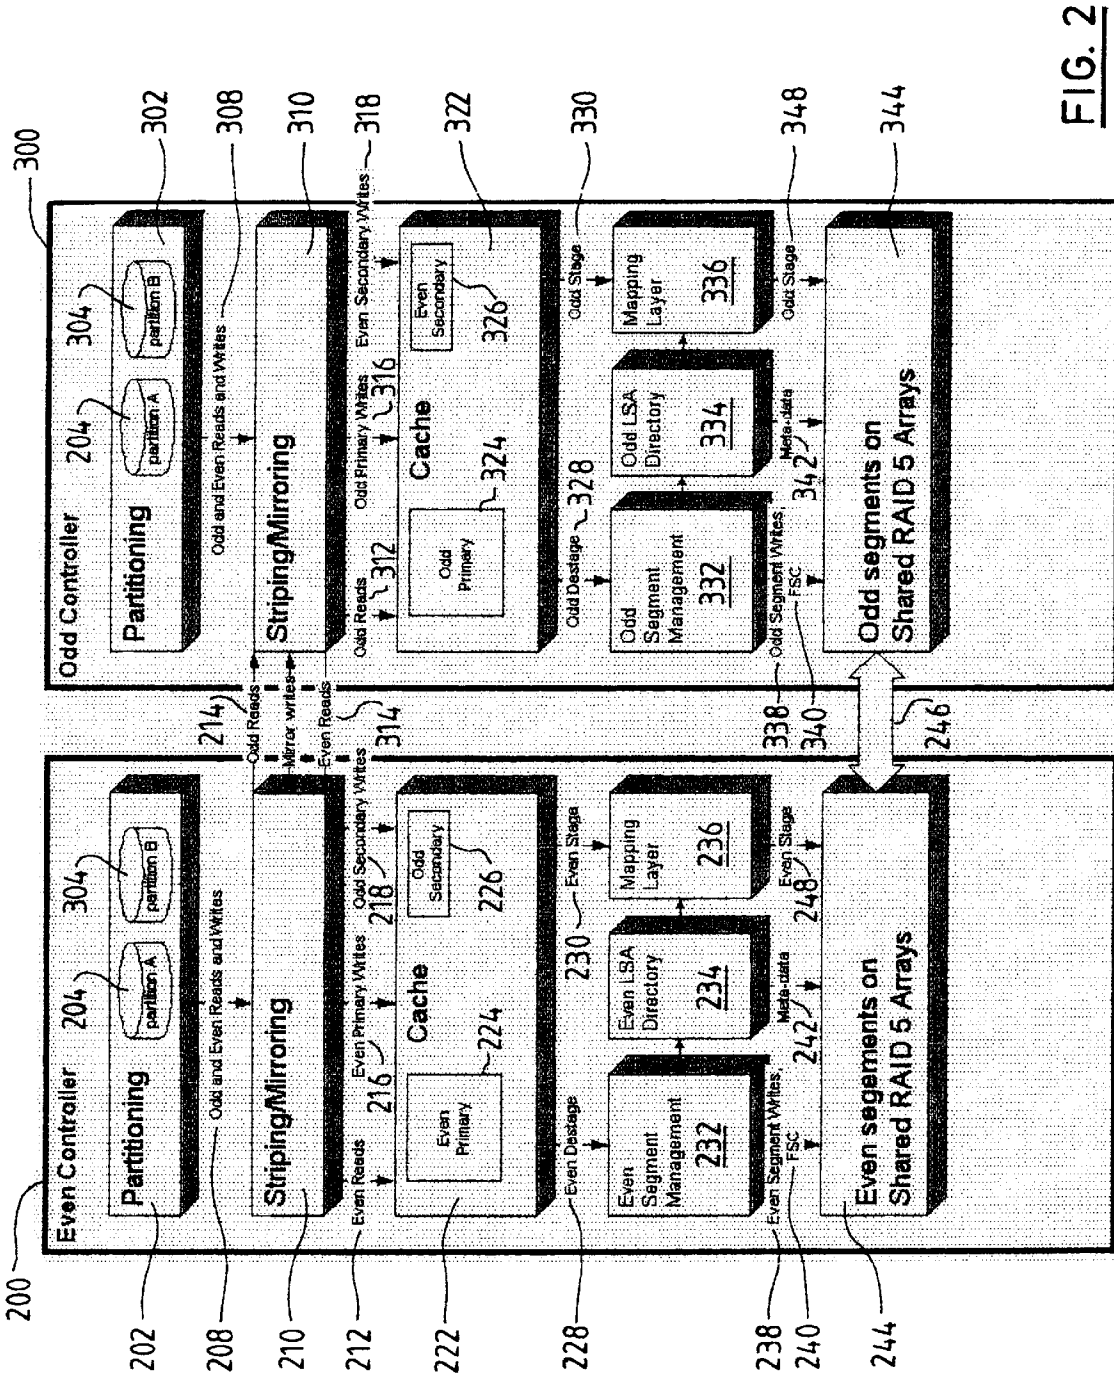 FIG. 2
200
Even Controller
202
Partitioning
204
partition A
304
partition B
208
Odd and Even Reads and Writes
210
Striping/Mirroring
214
Odd Reads
Mirror writes
Even Reads
314
212
Even Reads
216
Even Primary Writes
218
Odd Secondary Writes
222
Cache
Even
Primary
224
Odd
Secondary
226
228
Even Destage
230
Even Stage
Even
Segment
Management
232
Even LSA
Directory
234
Mapping
Layer
236
238
Even Segment Writes,
FSC
240
Meta-data
242
Even Stage
248
244
Even segements on
Shared RAID 5 Arrays
246
300
Odd Controller
302
Partitioning
204
partition A
304
partition B
308
Odd and Even Reads and Writes
310
Striping/Mirroring
Odd Reads
312
Odd Primary Writes
316
Even Secondary Writes
318
322
Cache
Odd
Primary
324
Even
Secondary
326
Odd Destage
328
Odd Stage
330
Odd
Segment
Management
332
Odd LSA
Directory
334
Mapping
Layer
336
338
Odd Segment Writes,
FSC
340
Meta-data
342
Odd Stage
348
344
Odd segments on
Shared RAID 5 Arrays